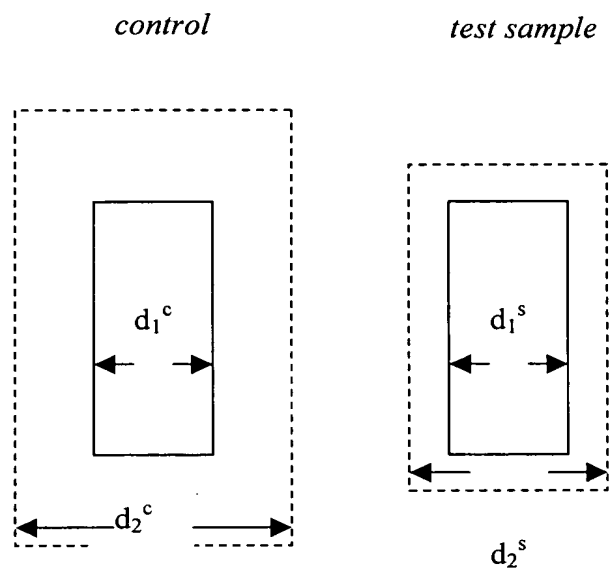 control test sample
d₁ᶜ d₁ˢ
d₂ᶜ
d₂ˢ